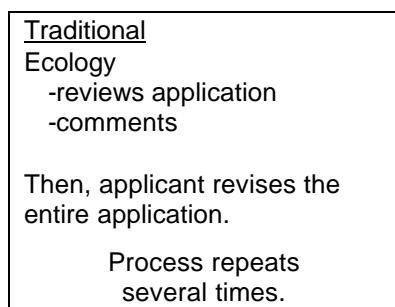 Traditional
Ecology
-reviews application
-comments
Then, applicant revises the
entire application.
Process repeats
several times.